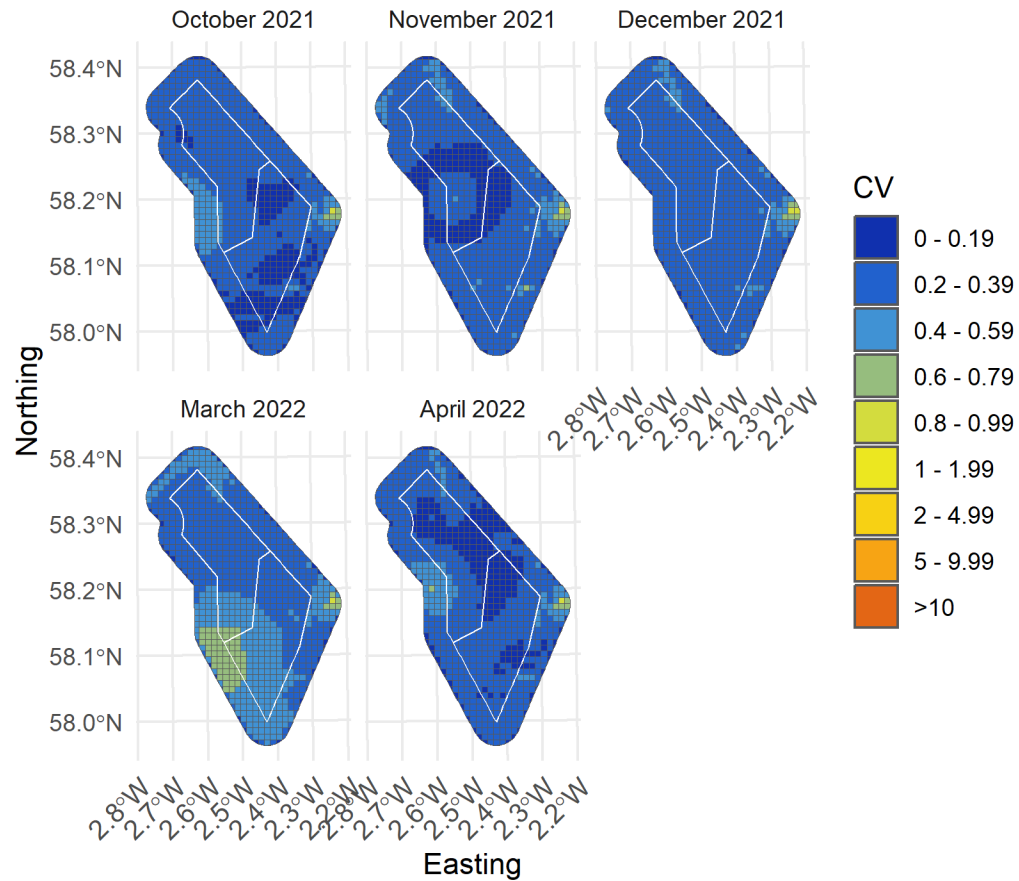 October 2021
November 2021
December 2021
58.4°N
58.3°N
58.2°N
58.1°N
58.0°N
2.8°W
2.7°W
2.6°W
2.5°W
2.4°W
2.3°W
2.2°W
March 2022
April 2022
58.4°N
58.3°N
58.2°N
58.1°N
58.0°N
2.8°W
2.7°W
2.6°W
2.5°W
2.4°W
2.3°W
2.2°W
2.8°W
2.7°W
2.6°W
2.5°W
2.4°W
2.3°W
2.2°W
Northing
Easting
CV
0 - 0.19
0.2 - 0.39
0.4 - 0.59
0.6 - 0.79
0.8 - 0.99
1 - 1.99
2 - 4.99
5 - 9.99
>10